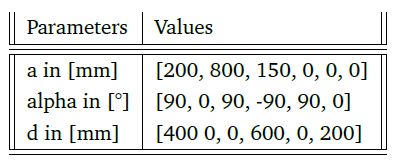 Parameters Values
a in [mm] [200, 800, 150, 0, 0, 0]
alpha in [°] [90, 0, 90, -90, 90, 0]
d in [mm] [400 0, 0, 600, 0, 200]